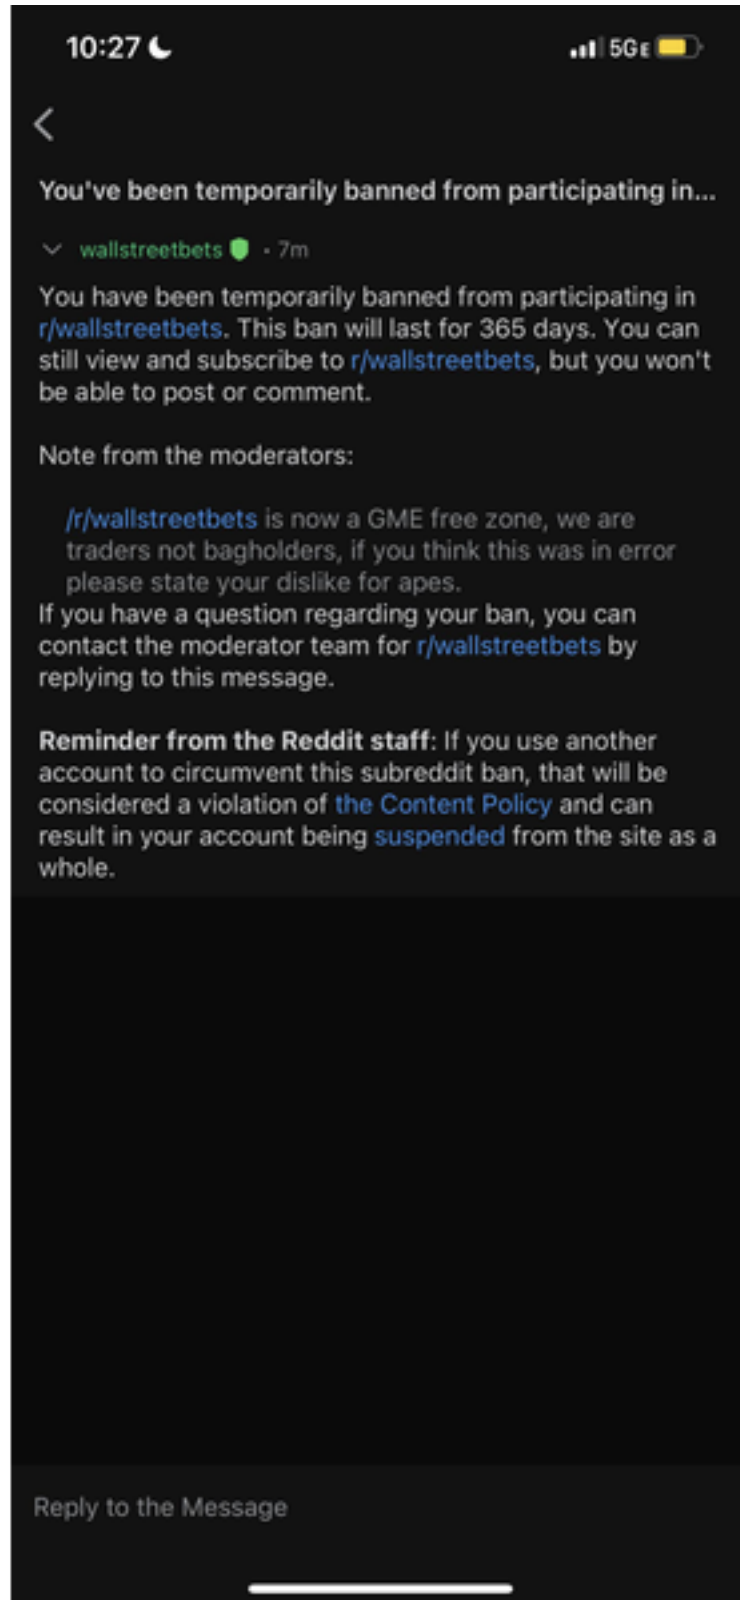 10:27
5GE
You've been temporarily banned from participating in...
wallstreetbets • 7m
You have been temporarily banned from participating in
r/wallstreetbets. This ban will last for 365 days. You can
still view and subscribe to r/wallstreetbets, but you won't
be able to post or comment.
Note from the moderators:
/r/wallstreetbets is now a GME free zone, we are
traders not bagholders, if you think this was in error
please state your dislike for apes.
If you have a question regarding your ban, you can
contact the moderator team for r/wallstreetbets by
replying to this message.
Reminder from the Reddit staff: If you use another
account to circumvent this subreddit ban, that will be
considered a violation of the Content Policy and can
result in your account being suspended from the site as a
whole.
Reply to the Message